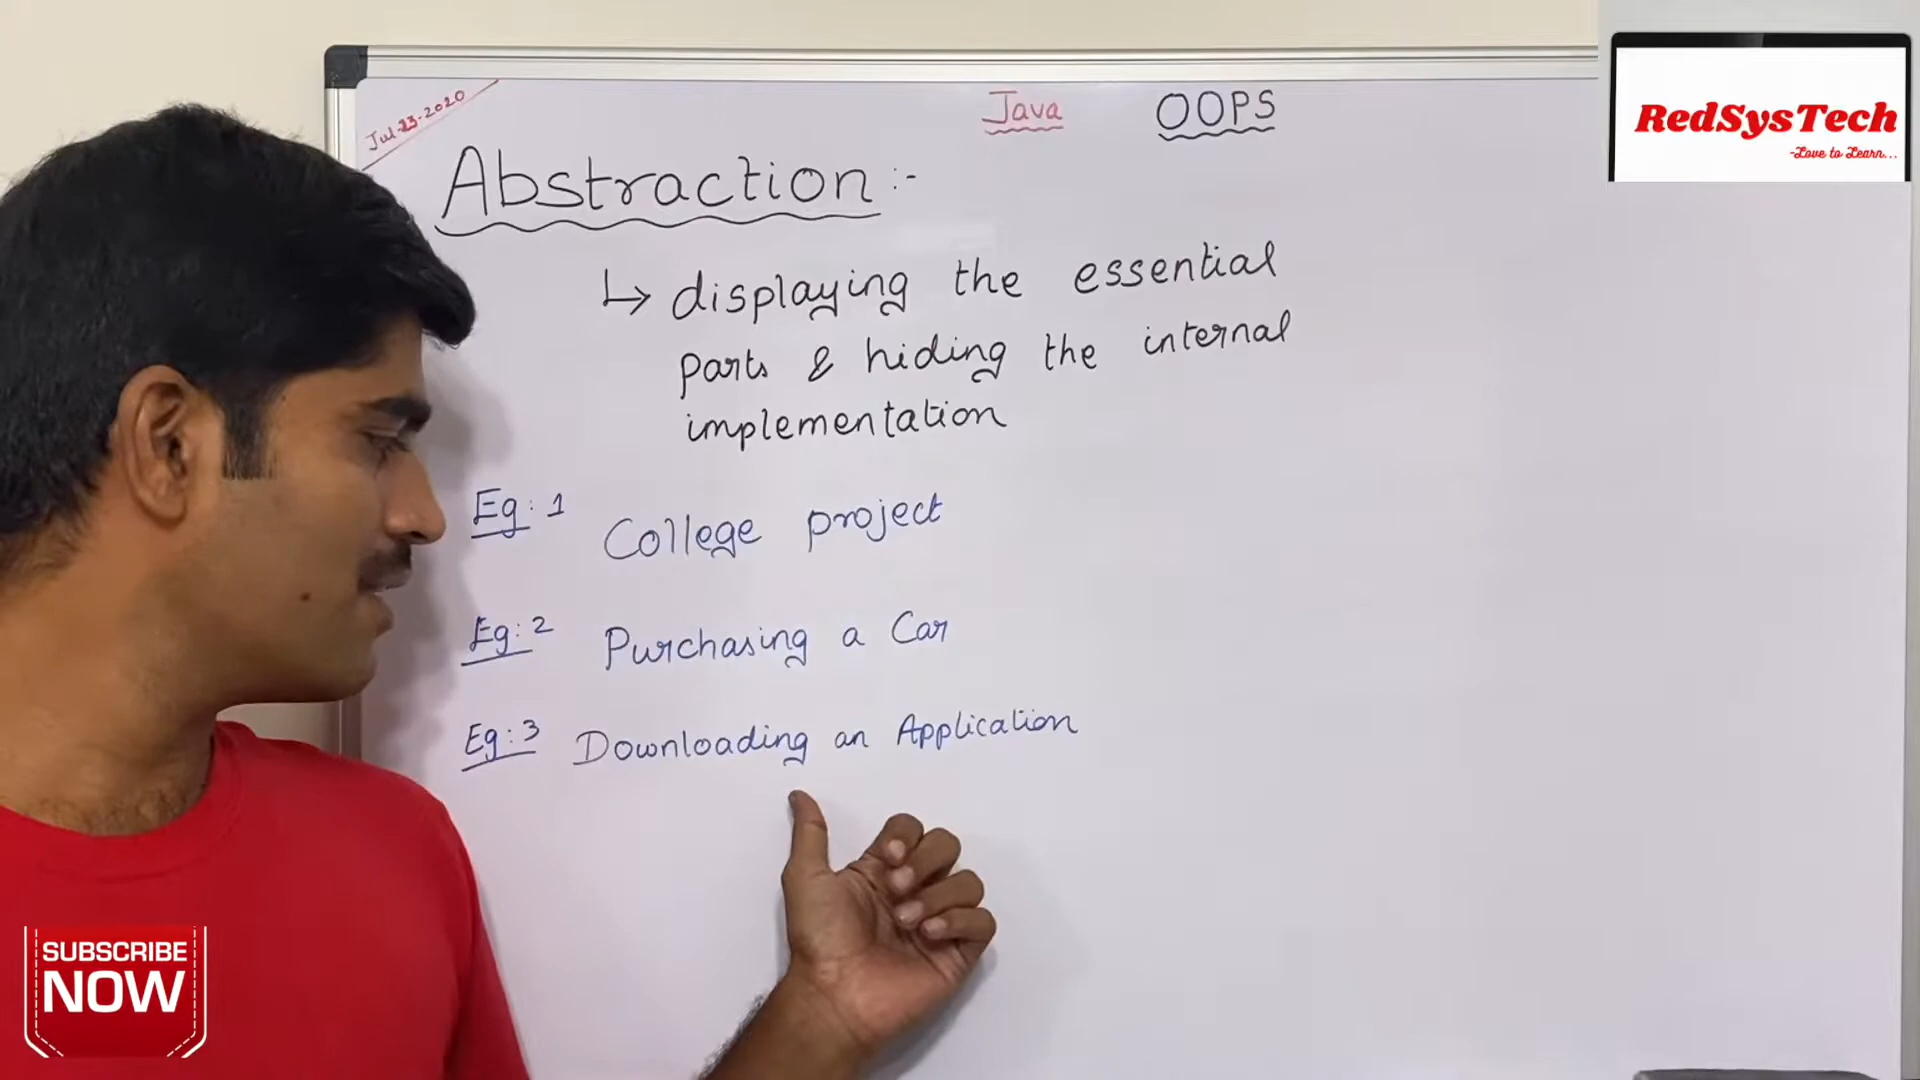 Jul-23-2020
Java OOPS
RedSysTech
-Love to Learn...
Abstraction :-
↳ displaying the essential
parts & hiding the internal
implementation
Eg: 1 College project
Eg: 2 Purchasing a Car
Eg: 3 Downloading an Application
SUBSCRIBE
NOW